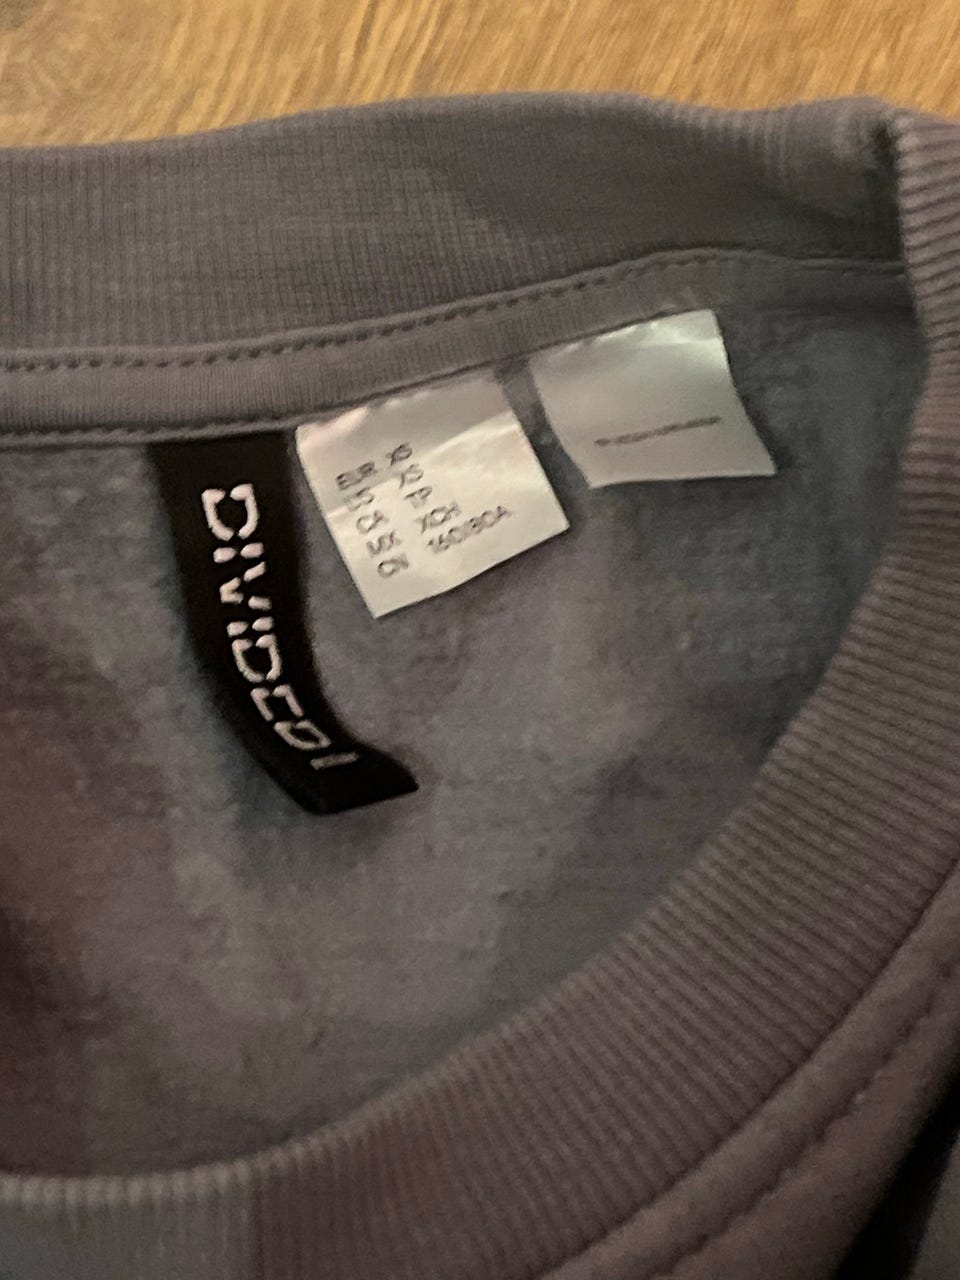 DIVIDED
EUR XS
US XS
CA TP
MX XCH
CN 160/80A